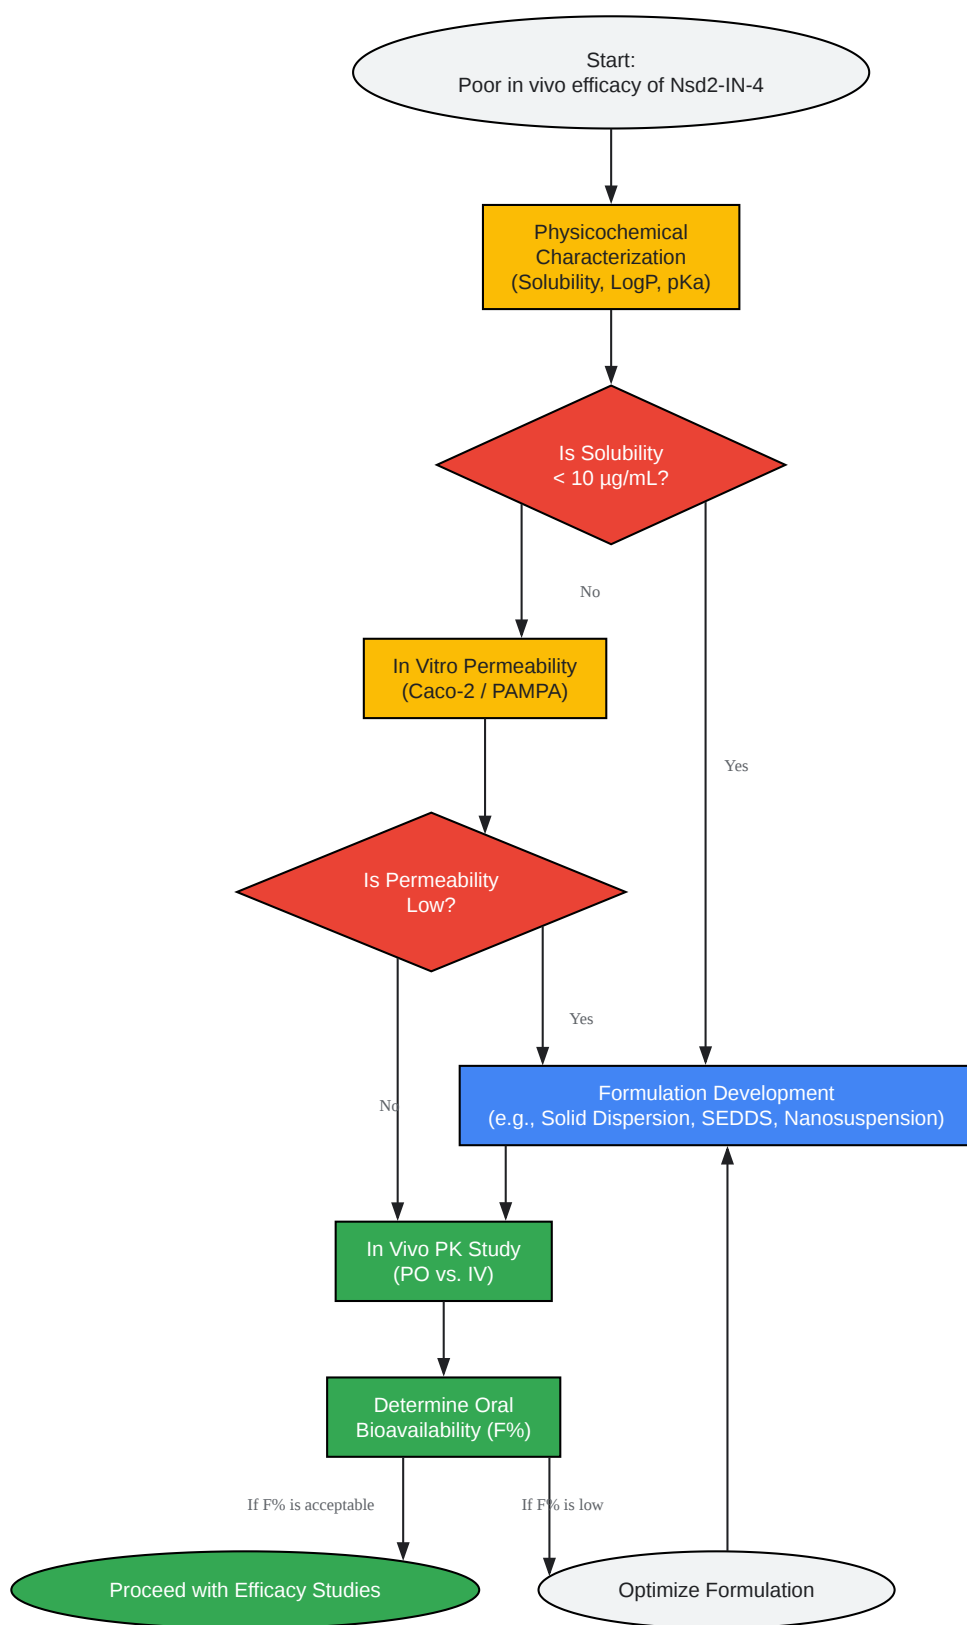 Start:
Poor in vivo efficacy of Nsd2-IN-4
Physicochemical
Characterization
(Solubility, LogP, pKa)
Is Solubility
< 10 µg/mL?
No
In Vitro Permeability
(Caco-2 / PAMPA)
Yes
Is Permeability
Low?
Yes
Formulation Development
(e.g., Solid Dispersion, SEDDS, Nanosuspension)
No
In Vivo PK Study
(PO vs. IV)
Determine Oral
Bioavailability (F%)
If F% is acceptable
If F% is low
Proceed with Efficacy Studies
Optimize Formulation